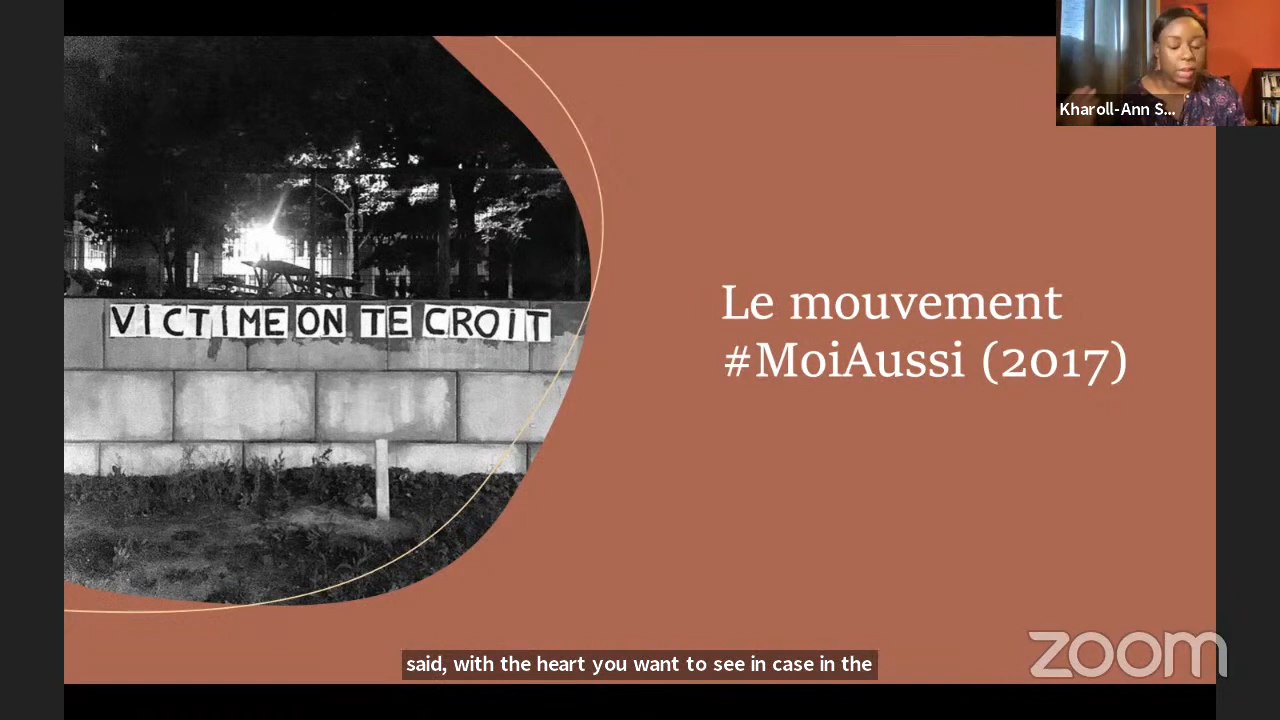 Kharoll-Ann S...
VICTIME ON TE CROIT
Le mouvement
#MoiAussi (2017)
said, with the heart you want to see in case in the
zoom